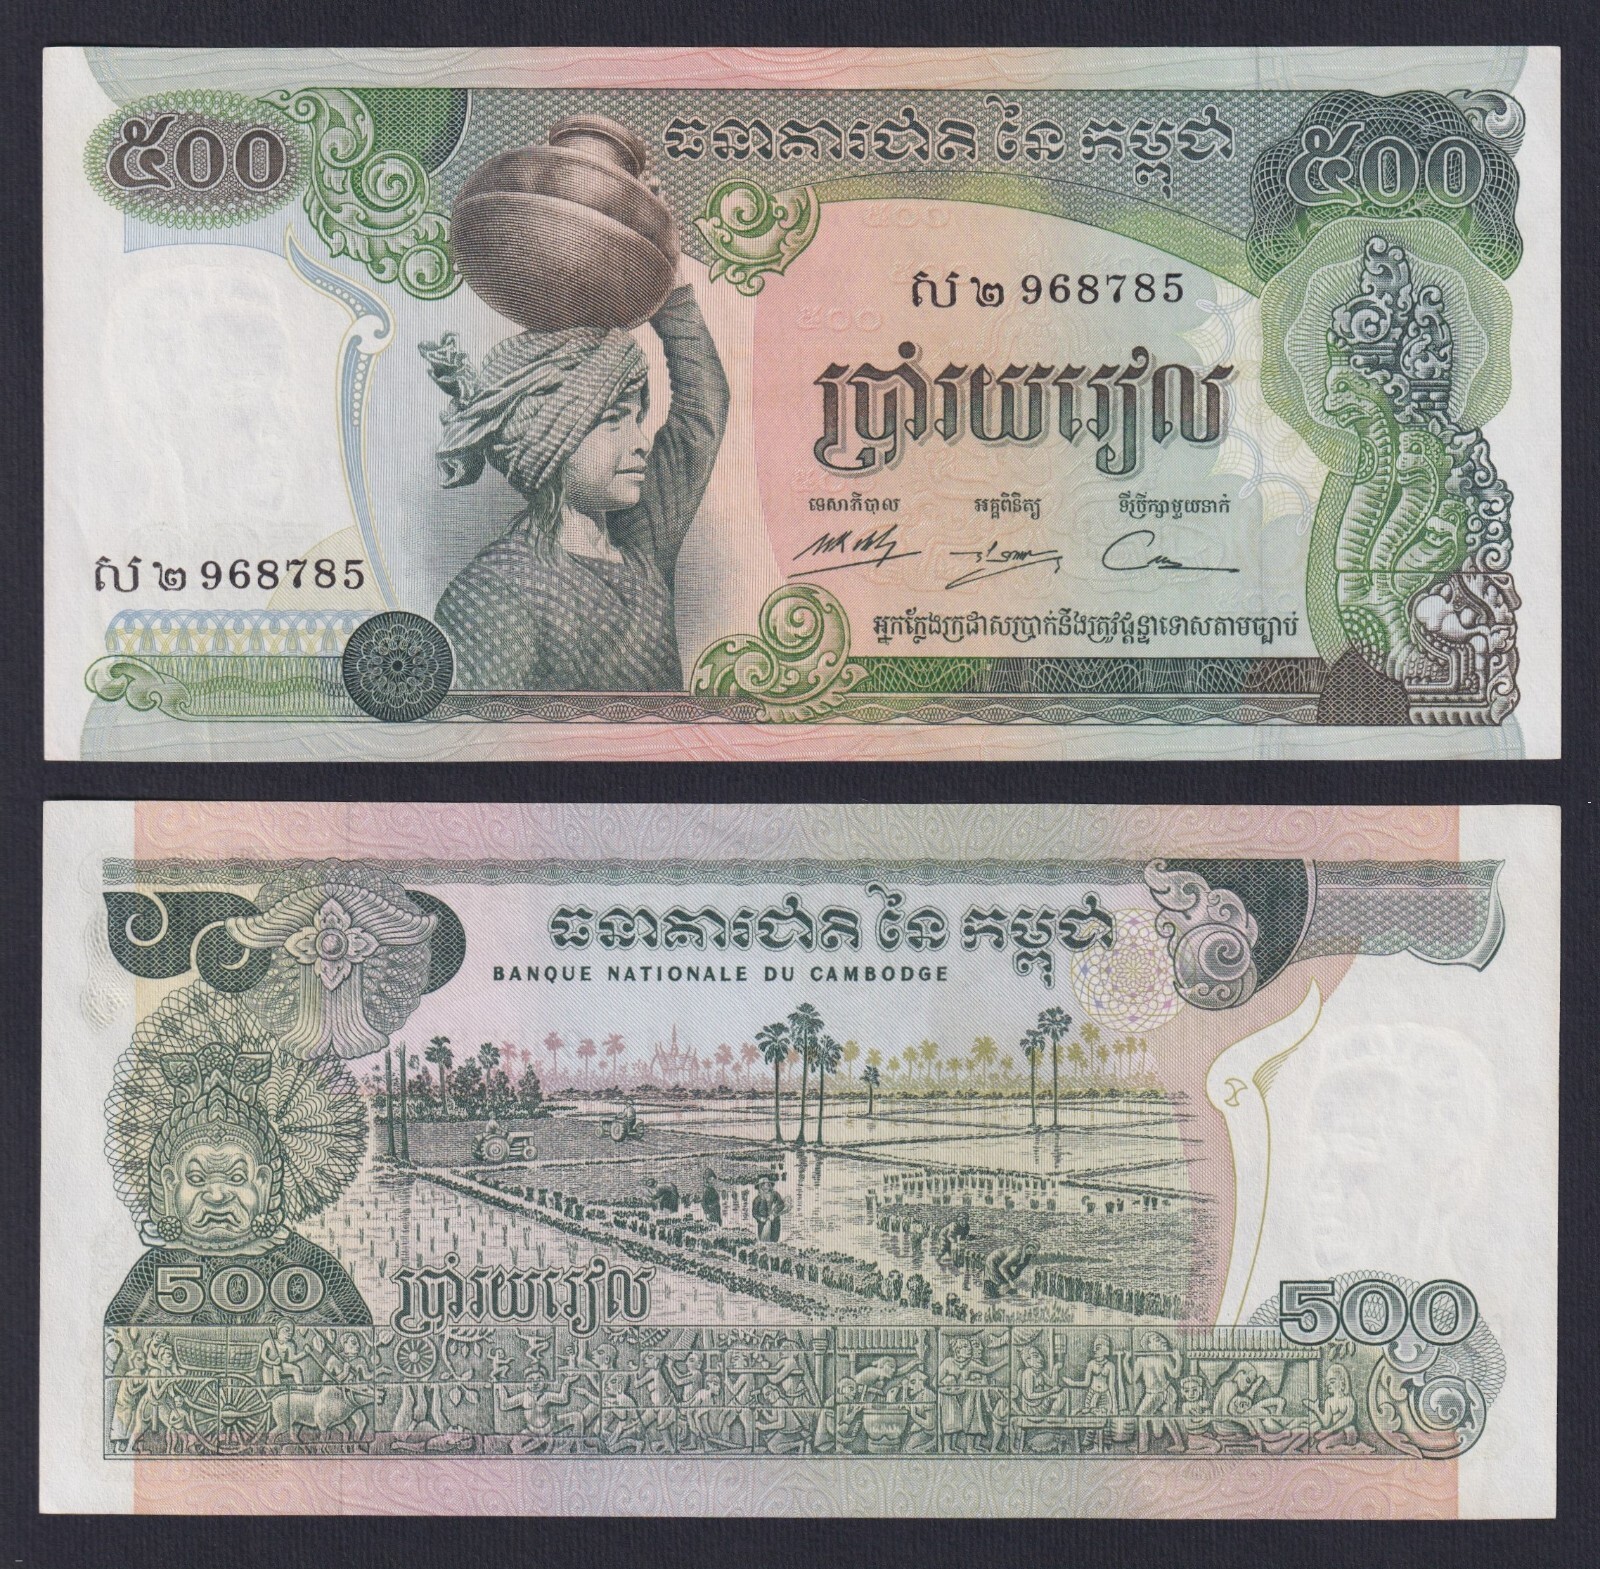 ៥០០
ធនាគារជាតិ នៃ កម្ពុជា
៥០០
ស ២ 968785
ប្រាំរយរៀល
ទេសាភិបាល អគ្គពិនិត្យ ទីប្រឹក្សាមួយនាក់
ស ២ 968785
អ្នកក្លែងក្រដាសប្រាក់នឹងត្រូវផ្តន្ទាទោសតាមច្បាប់
ធនាគារជាតិ នៃ កម្ពុជា
BANQUE NATIONALE DU CAMBODGE
500
ប្រាំរយរៀល
500